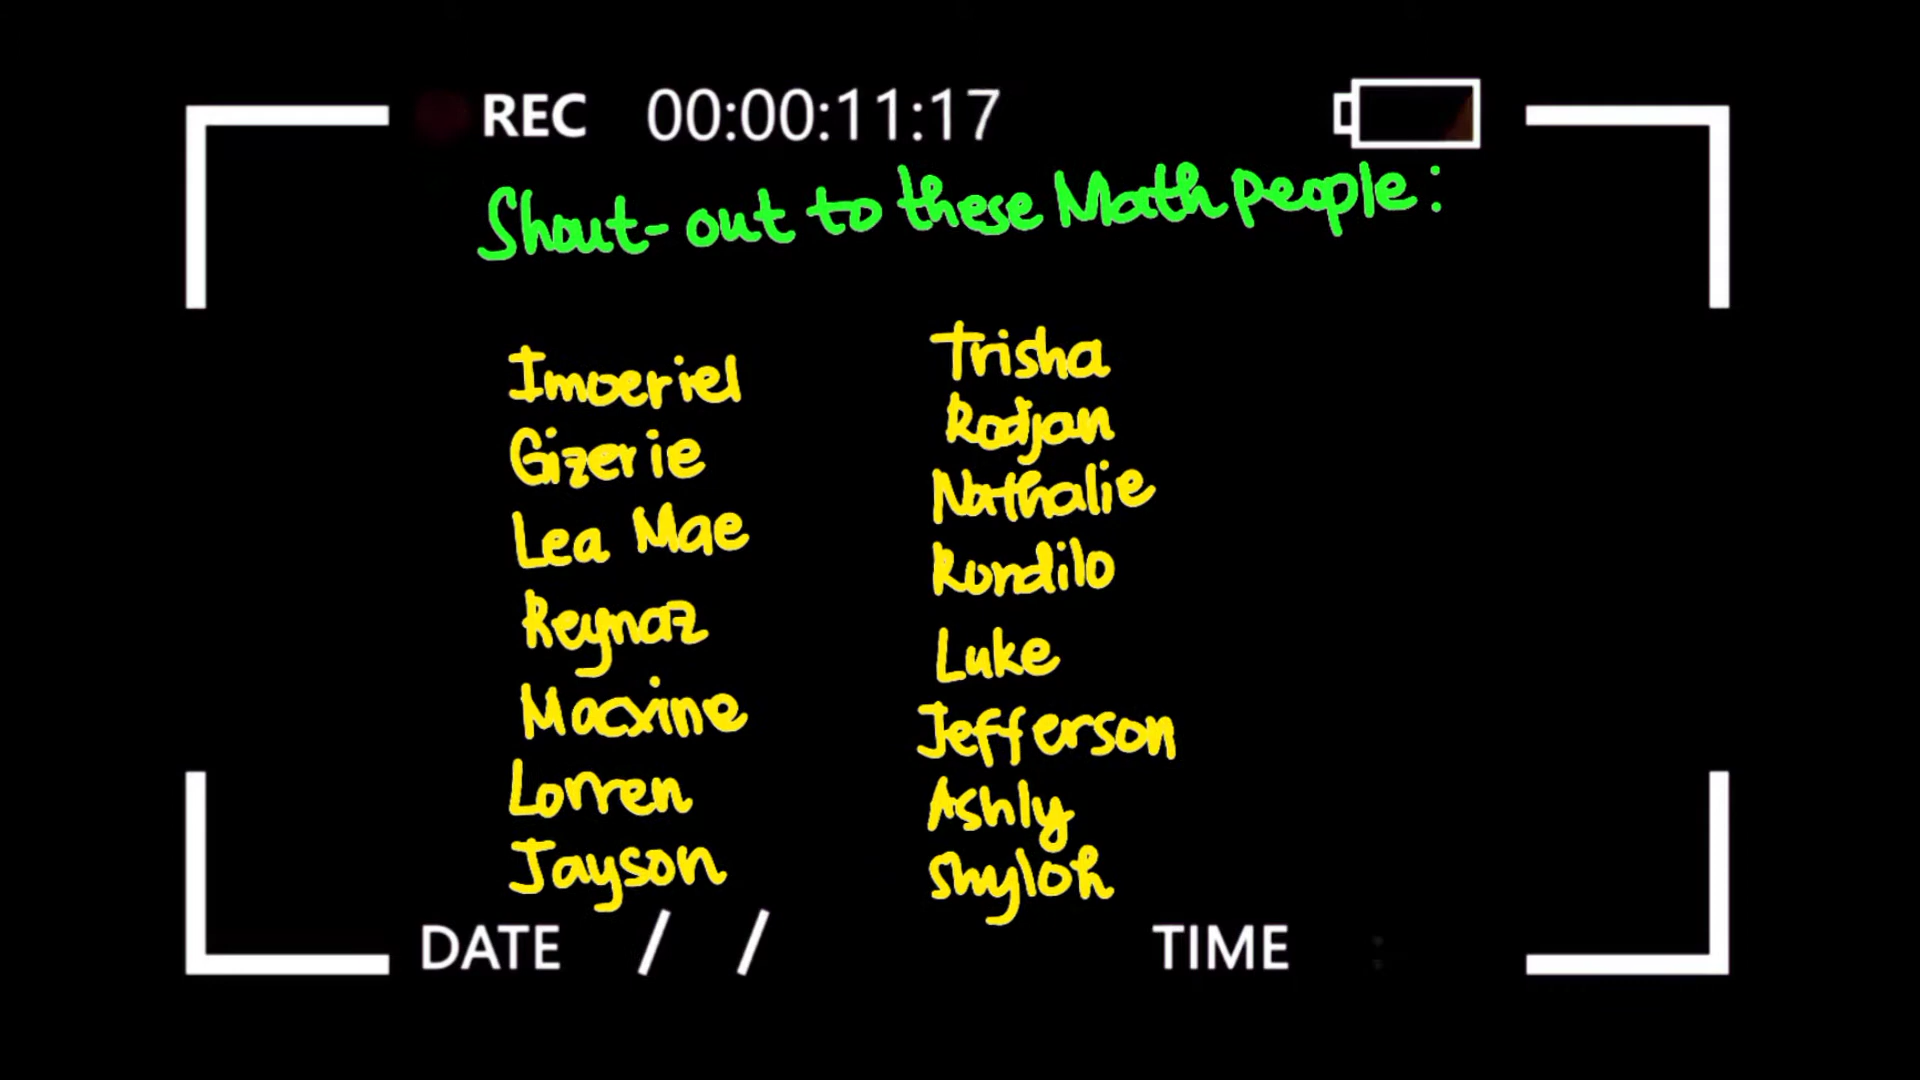 REC 00:00:11:17
Shout-out to these Math people:
Imoeriel
Gizerie
Lea Mae
Reynaz
Macxine
Lorren
Jayson
Trisha
Rodjan
Nathalie
Rondilo
Luke
Jefferson
Ashly
Shyloh
DATE / /
TIME :